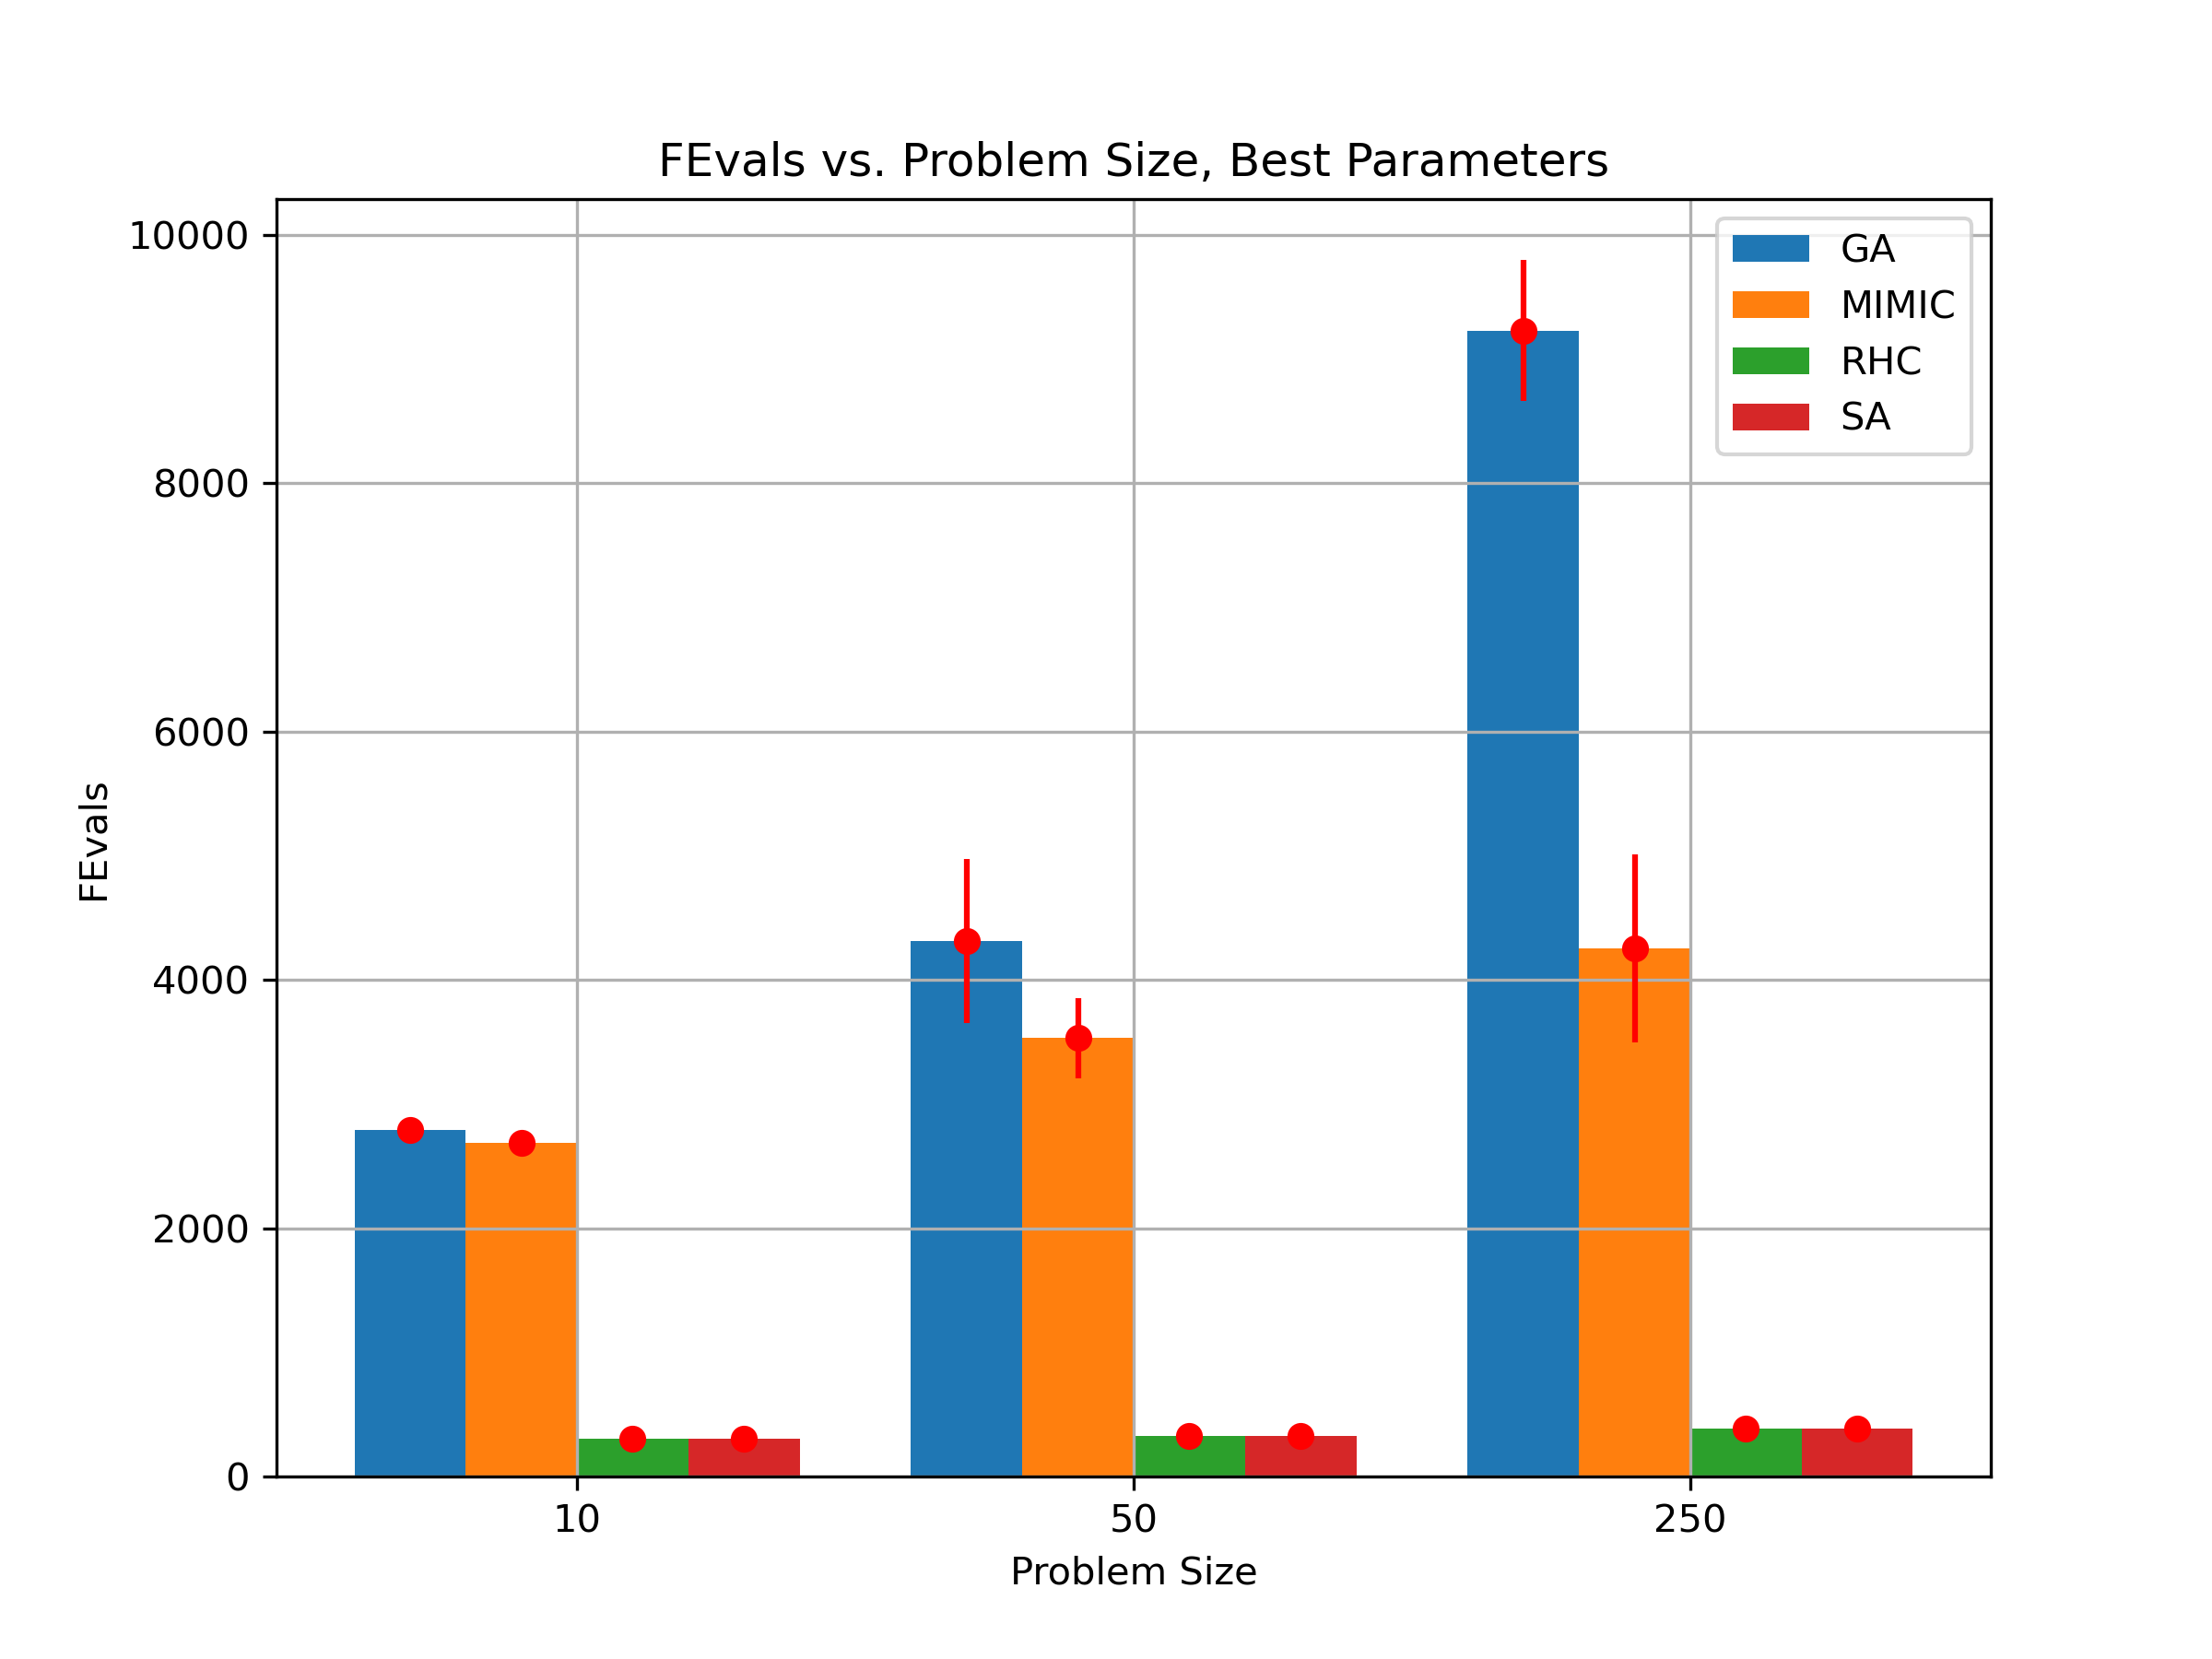 FEvals vs. Problem Size, Best Parameters
10000
8000
6000
4000
2000
0
FEvals
GA
MIMIC
RHC
SA
10 50 250
Problem Size